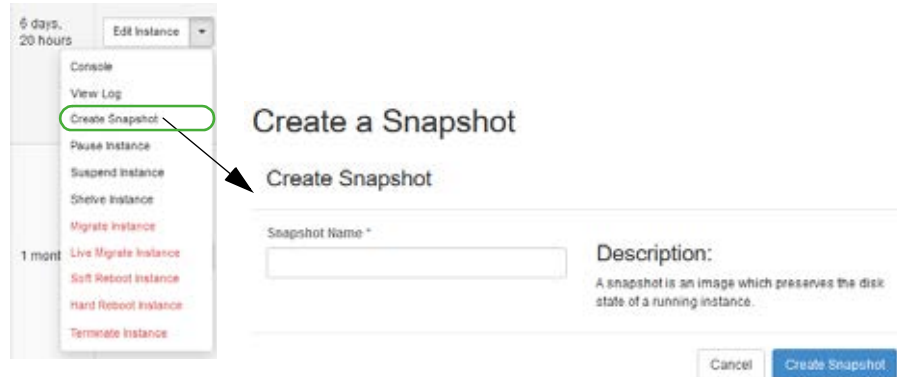 6 days,
20 hours
Edit Instance
Console
View Log
Create Snapshot
Pause Instance
Suspend Instance
Shelve Instance
Migrate Instance
1 mont
Live Migrate Instance
Soft Reboot Instance
Hard Reboot Instance
Terminate Instance
Create a Snapshot
Create Snapshot
Snapshot Name *
Description:
A snapshot is an image which preserves the disk
state of a running instance.
Cancel
Create Snapshot